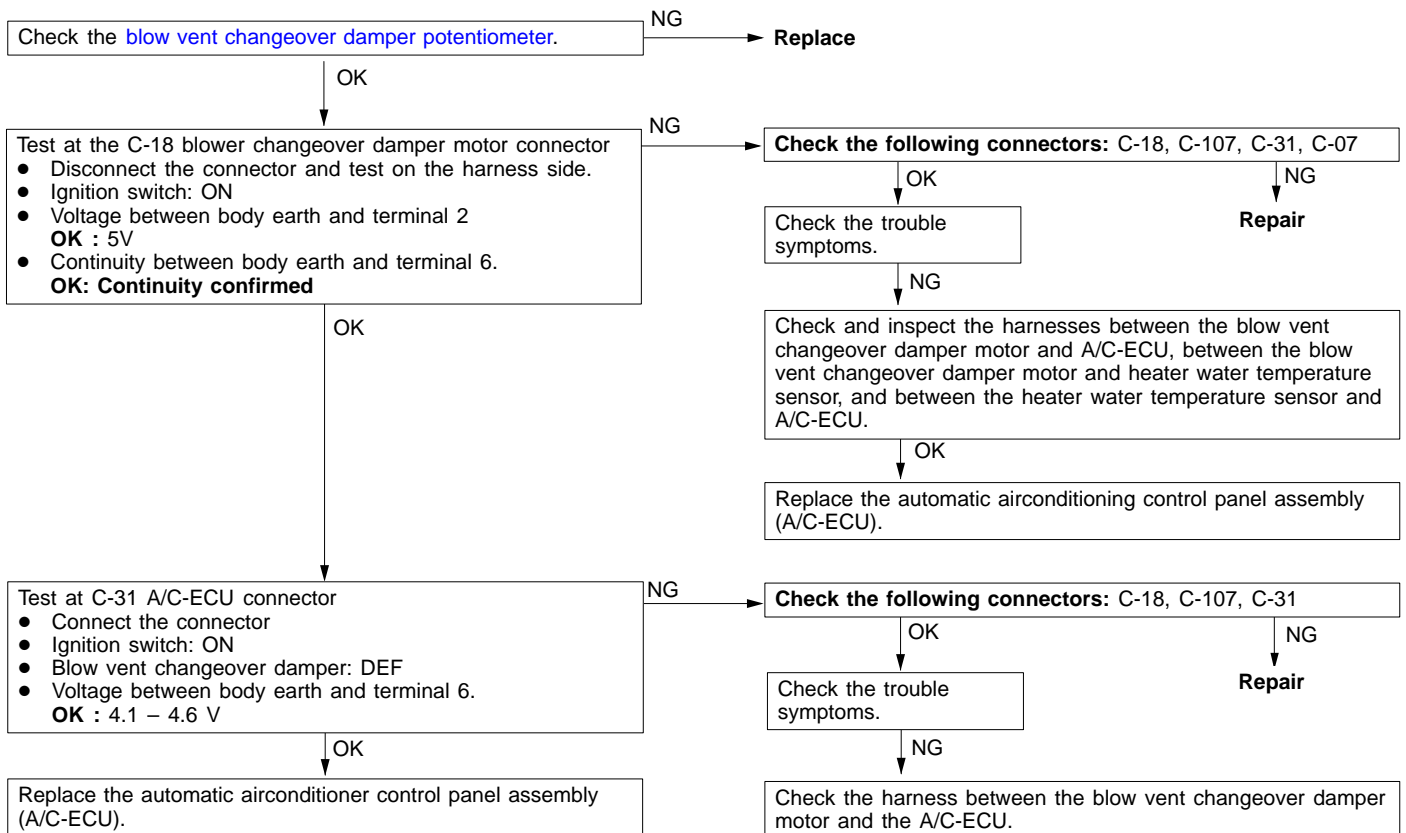 NG
Check the blow vent changeover damper potentiometer.
Replace
OK
NG
Test at the C-18 blower changeover damper motor connector
● Disconnect the connector and test on the harness side.
● Ignition switch: ON
● Voltage between body earth and terminal 2
OK : 5V
● Continuity between body earth and terminal 6.
OK: Continuity confirmed
Check the following connectors: C-18, C-107, C-31, C-07
OK
NG
Check the trouble
symptoms.
Repair
NG
Check and inspect the harnesses between the blow vent
changeover damper motor and A/C-ECU, between the blow
vent changeover damper motor and heater water temperature
sensor, and between the heater water temperature sensor and
A/C-ECU.
OK
Replace the automatic airconditioning control panel assembly
(A/C-ECU).
OK
NG
Test at C-31 A/C-ECU connector
● Connect the connector
● Ignition switch: ON
● Blow vent changeover damper: DEF
● Voltage between body earth and terminal 6.
OK : 4.1 – 4.6 V
Check the following connectors: C-18, C-107, C-31
OK
NG
Check the trouble
symptoms.
Repair
NG
Check the harness between the blow vent changeover damper
motor and the A/C-ECU.
OK
Replace the automatic airconditioner control panel assembly
(A/C-ECU).